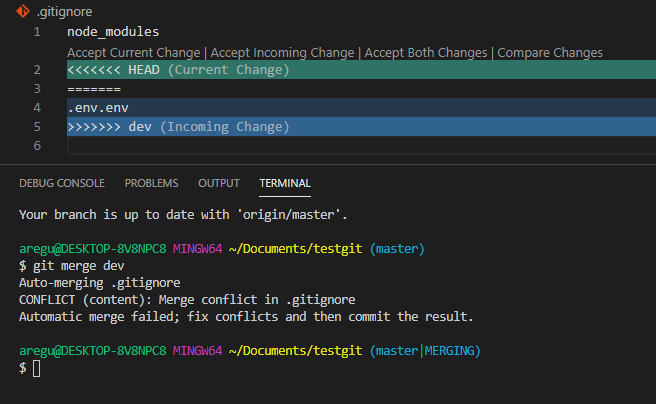 .gitignore
1 node_modules
Accept Current Change | Accept Incoming Change | Accept Both Changes | Compare Changes
2 <<<<<<< HEAD (Current Change)
3 =======
4 .env.env
5 >>>>>>> dev (Incoming Change)
6
DEBUG CONSOLE PROBLEMS OUTPUT TERMINAL
Your branch is up to date with 'origin/master'.
aregu@DESKTOP-8V8NPC8 MINGW64 ~/Documents/testgit (master)
$ git merge dev
Auto-merging .gitignore
CONFLICT (content): Merge conflict in .gitignore
Automatic merge failed; fix conflicts and then commit the result.
aregu@DESKTOP-8V8NPC8 MINGW64 ~/Documents/testgit (master|MERGING)
$